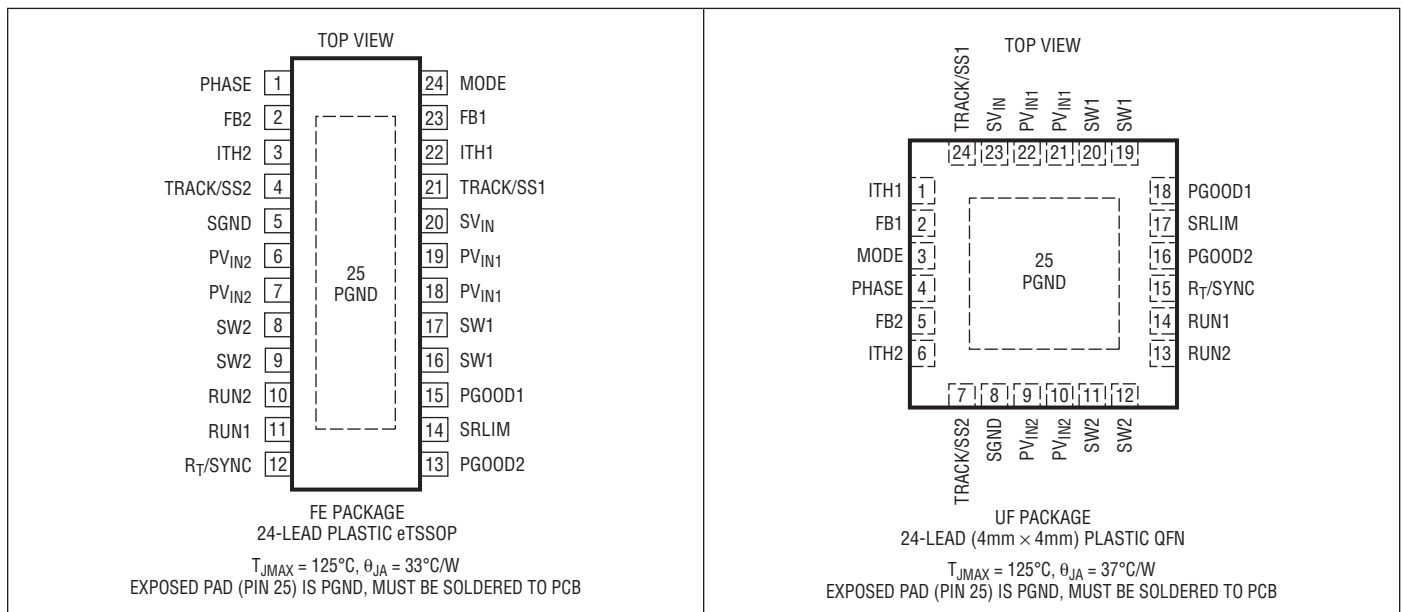 TOP VIEW
PHASE 1
FB2 2
ITH2 3
TRACK/SS2 4
SGND 5
PVIN2 6
PVIN2 7
SW2 8
SW2 9
RUN2 10
RUN1 11
RT/SYNC 12
24 MODE
23 FB1
22 ITH1
21 TRACK/SS1
20 SVIN
19 PVIN1
18 PVIN1
17 SW1
16 SW1
15 PGOOD1
14 SRLIM
13 PGOOD2
25
PGND
FE PACKAGE
24-LEAD PLASTIC eTSSOP
TJMAX = 125°C, θJA = 33°C/W
EXPOSED PAD (PIN 25) IS PGND, MUST BE SOLDERED TO PCB
TOP VIEW
TRACK/SS1
SVIN
PVIN1
PVIN1
SW1
SW1
24 23 22 21 20 19
ITH1 1
FB1 2
MODE 3
PHASE 4
FB2 5
ITH2 6
18 PGOOD1
17 SRLIM
16 PGOOD2
15 RT/SYNC
14 RUN1
13 RUN2
25
PGND
7 8 9 10 11 12
TRACK/SS2
SGND
PVIN2
PVIN2
SW2
SW2
UF PACKAGE
24-LEAD (4mm × 4mm) PLASTIC QFN
TJMAX = 125°C, θJA = 37°C/W
EXPOSED PAD (PIN 25) IS PGND, MUST BE SOLDERED TO PCB